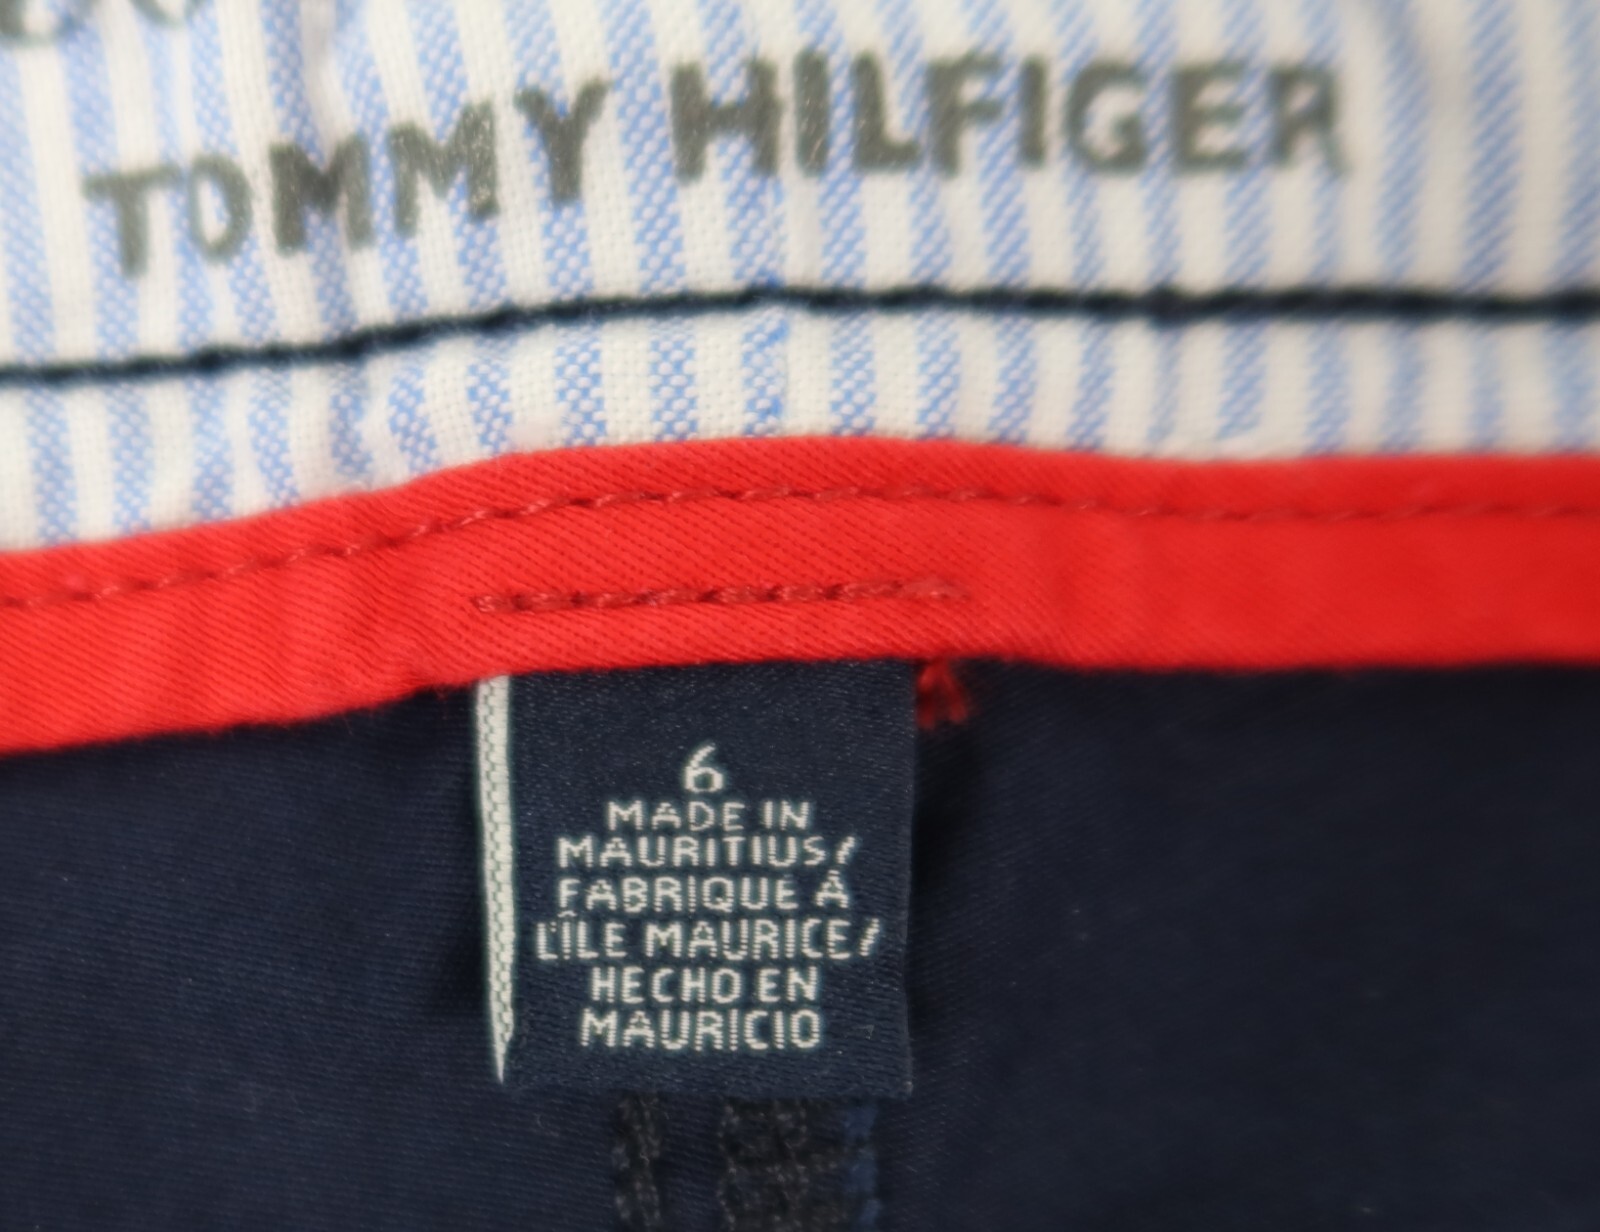 TOMMY HILFIGER
6
MADE IN
MAURITIUS/
FABRIQUE À
L'ÎLE MAURICE/
HECHO EN
MAURICIO